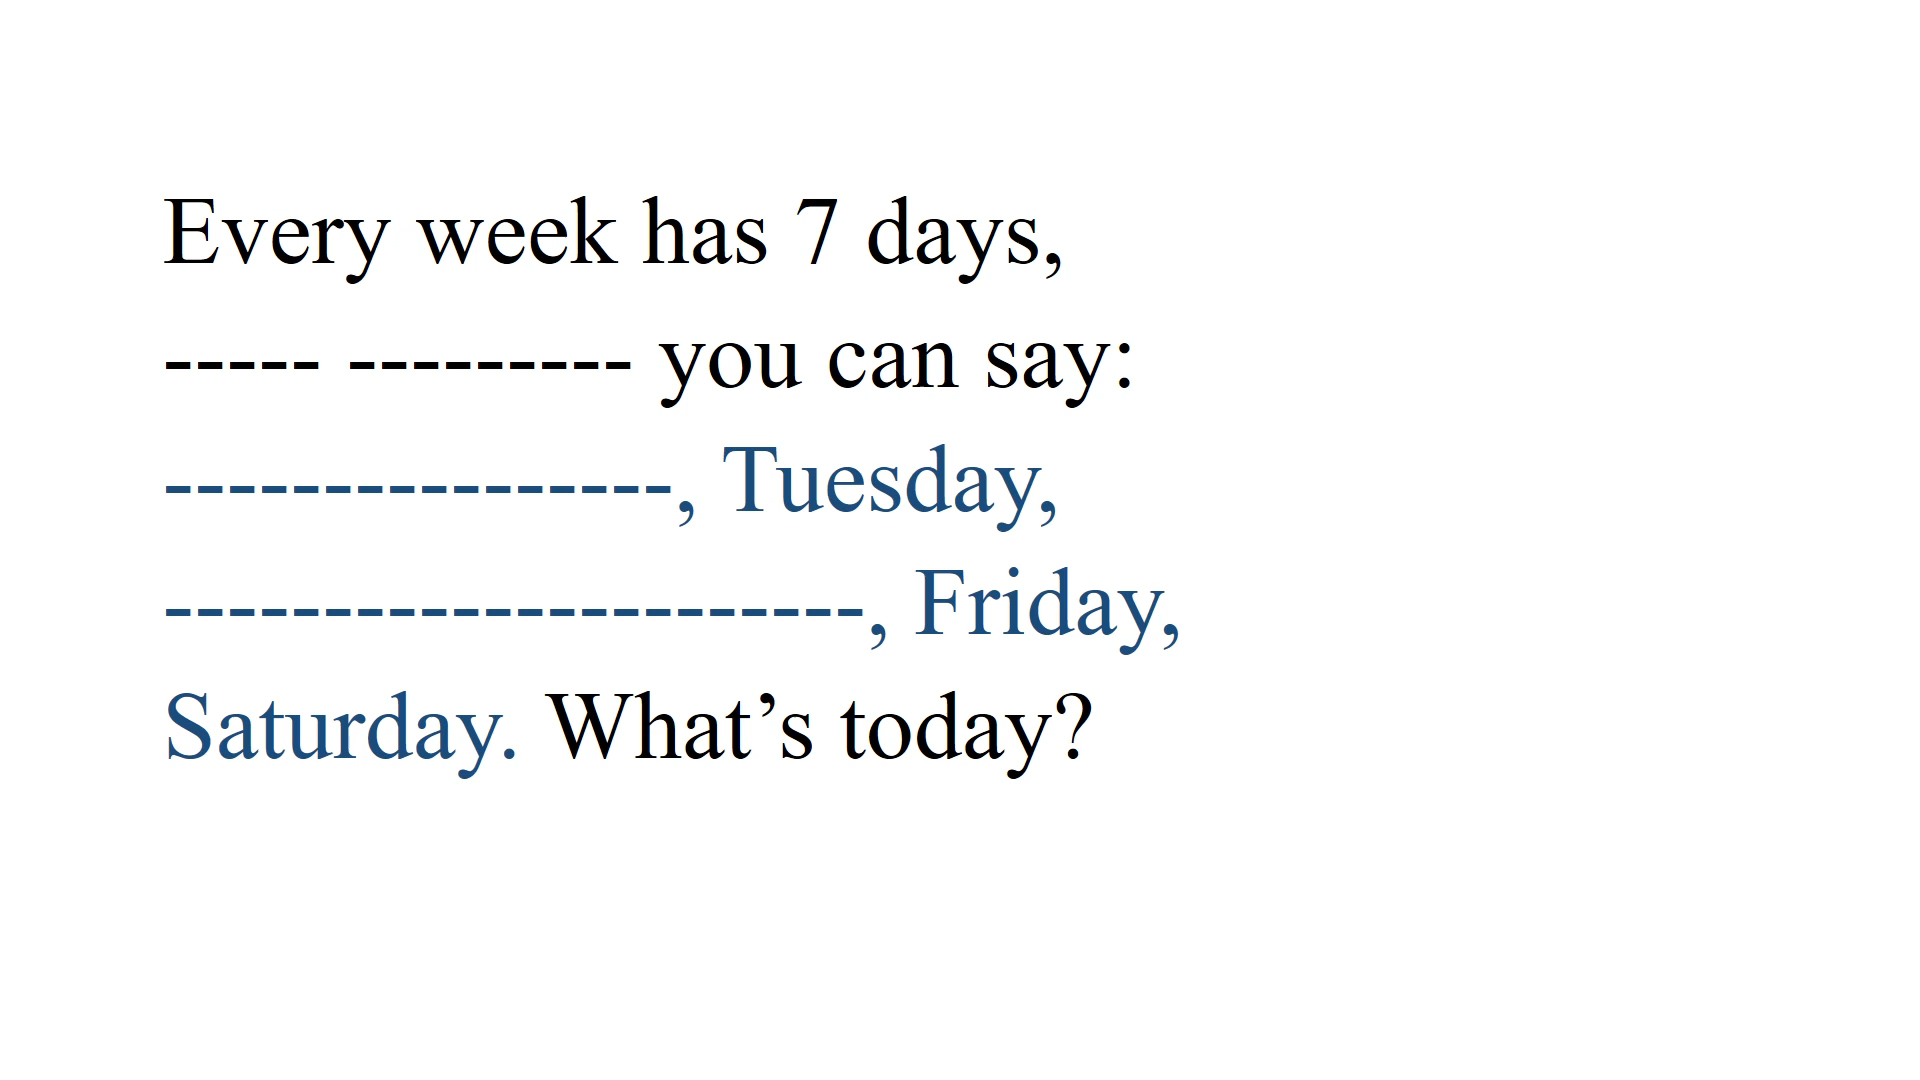 Every week has 7 days,
----- --------- you can say:
----------------, Tuesday,
----------------------, Friday,
Saturday. What’s today?